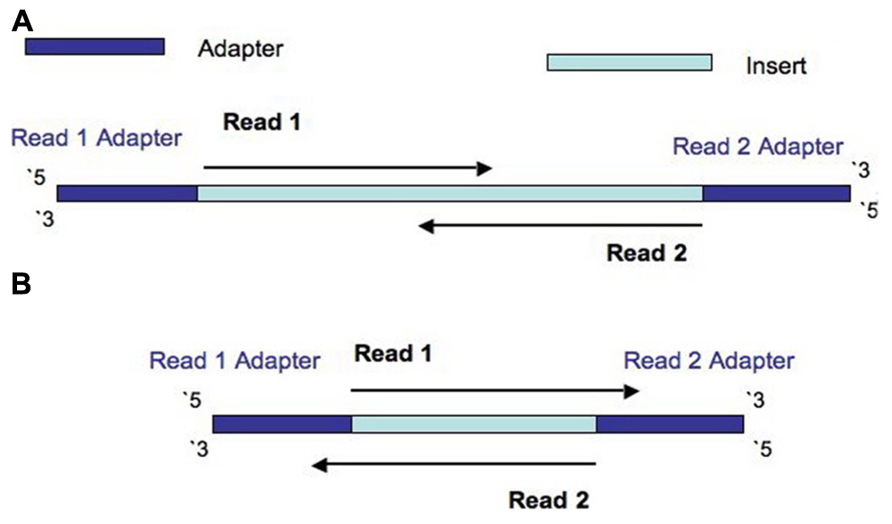 A
Adapter
Insert
Read 1
Read 1 Adapter
Read 2 Adapter
`5
`3
`3
`5
Read 2
B
Read 1 Adapter
Read 1
Read 2 Adapter
`5
`3
`3
`5
Read 2